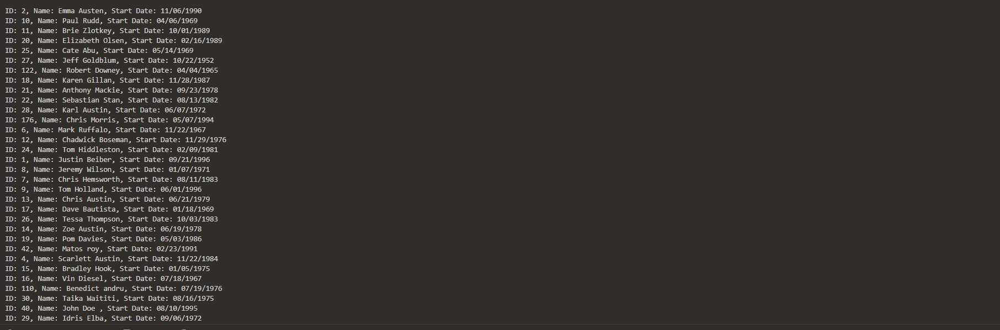 ID: 2, Name: Emma Austen, Start Date: 11/06/1990
ID: 10, Name: Paul Rudd, Start Date: 04/06/1969
ID: 11, Name: Brie Zlotkey, Start Date: 10/01/1989
ID: 20, Name: Elizabeth Olsen, Start Date: 02/16/1989
ID: 25, Name: Cate Abu, Start Date: 05/14/1969
ID: 27, Name: Jeff Goldblum, Start Date: 10/22/1952
ID: 122, Name: Robert Downey, Start Date: 04/04/1965
ID: 18, Name: Karen Gillan, Start Date: 11/28/1987
ID: 21, Name: Anthony Mackie, Start Date: 09/23/1978
ID: 22, Name: Sebastian Stan, Start Date: 08/13/1982
ID: 28, Name: Karl Austin, Start Date: 06/07/1972
ID: 176, Name: Chris Morris, Start Date: 05/07/1994
ID: 6, Name: Mark Ruffalo, Start Date: 11/22/1967
ID: 12, Name: Chadwick Boseman, Start Date: 11/29/1976
ID: 24, Name: Tom Hiddleston, Start Date: 02/09/1981
ID: 1, Name: Justin Beiber, Start Date: 09/21/1996
ID: 8, Name: Jeremy Wilson, Start Date: 01/07/1971
ID: 7, Name: Chris Hemsworth, Start Date: 08/11/1983
ID: 9, Name: Tom Holland, Start Date: 06/01/1996
ID: 13, Name: Chris Austin, Start Date: 06/21/1979
ID: 17, Name: Dave Bautista, Start Date: 01/18/1969
ID: 26, Name: Tessa Thompson, Start Date: 10/03/1983
ID: 14, Name: Zoe Austin, Start Date: 06/19/1978
ID: 19, Name: Pom Davies, Start Date: 05/03/1986
ID: 42, Name: Matos roy, Start Date: 02/23/1991
ID: 4, Name: Scarlett Austin, Start Date: 11/22/1984
ID: 15, Name: Bradley Hook, Start Date: 01/05/1975
ID: 16, Name: Vin Diesel, Start Date: 07/18/1967
ID: 110, Name: Benedict andru, Start Date: 07/19/1976
ID: 30, Name: Taika Waititi, Start Date: 08/16/1975
ID: 40, Name: John Doe , Start Date: 08/10/1995
ID: 29, Name: Idris Elba, Start Date: 09/06/1972